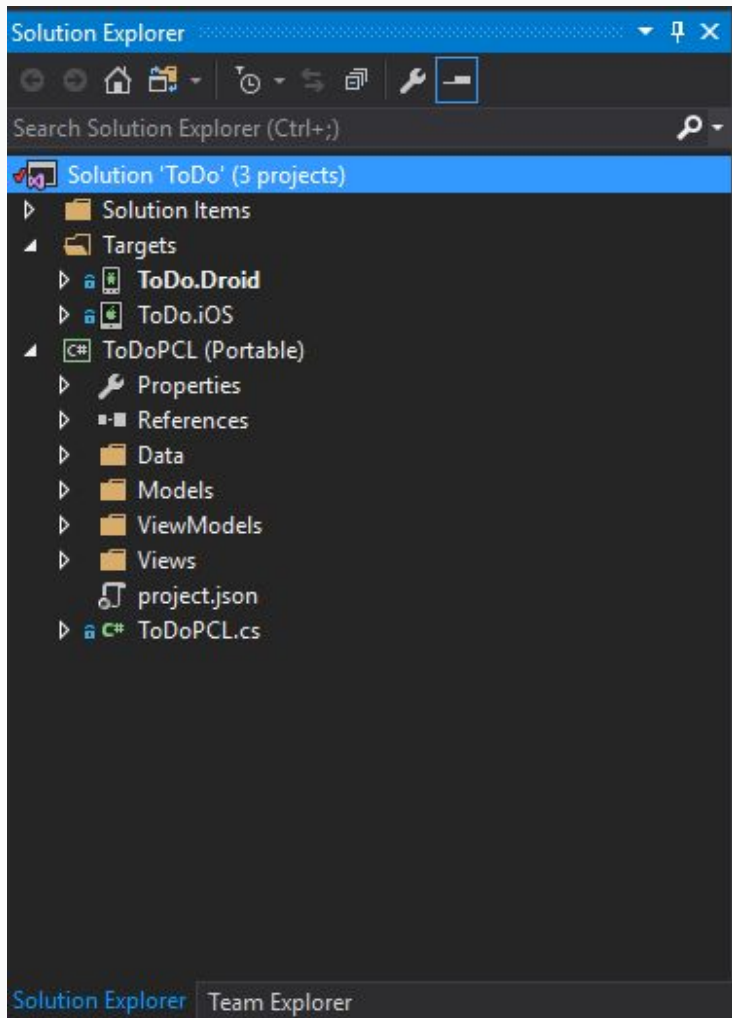 Solution Explorer
Search Solution Explorer (Ctrl+;)
Solution 'ToDo' (3 projects)
Solution Items
Targets
ToDo.Droid
ToDo.iOS
C# ToDoPCL (Portable)
Properties
References
Data
Models
ViewModels
Views
project.json
C# ToDoPCL.cs
Solution Explorer Team Explorer